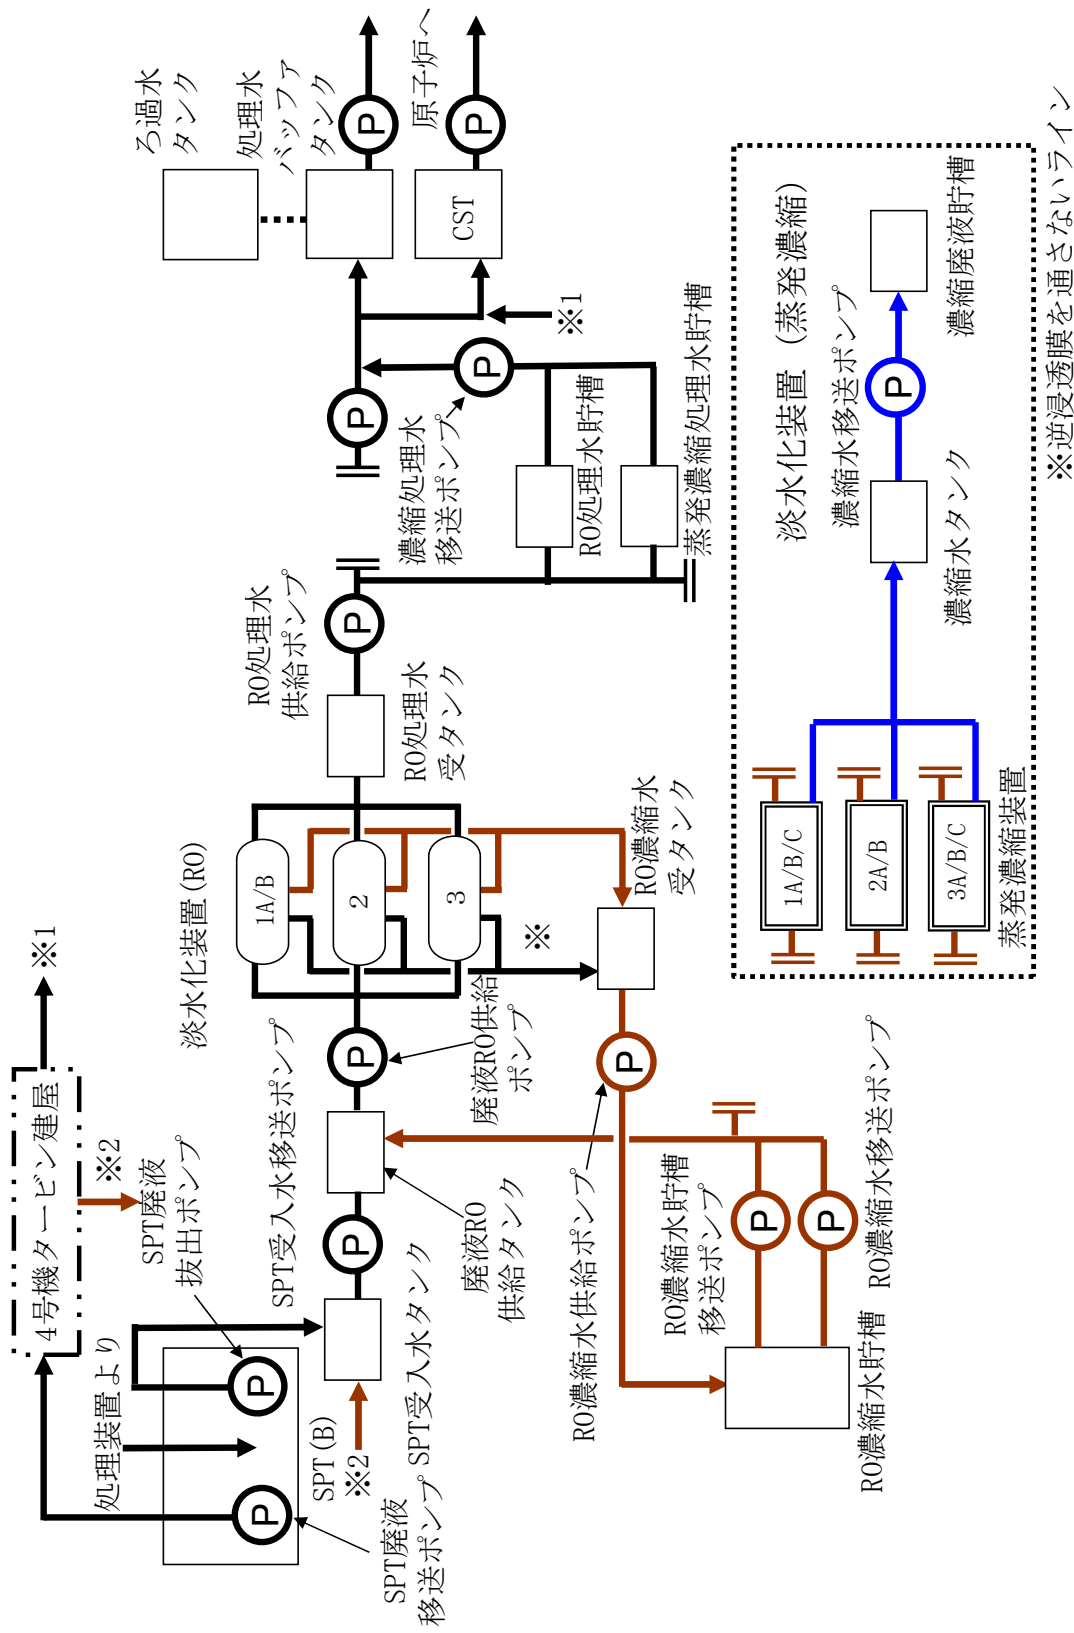 4号機タービン建屋
※1
※2
処理装置より
SPT廃液
抜出ポンプ
P
P
SPT(B)
※2
SPT廃液
移送ポンプ
SPT受入水タンク
SPT受入水移送ポンプ
P
廃液RO
供給タンク
廃液RO供給
ポンプ
P
淡水化装置(RO)
1A/B
2
3
※
RO濃縮水
受タンク
P
RO濃縮水供給ポンプ
RO濃縮水貯槽
移送ポンプ
P
P
RO濃縮水移送ポンプ
RO濃縮水貯槽
RO処理水
受タンク
RO処理水
供給ポンプ
P
濃縮処理水
移送ポンプ
P
P
RO処理水貯槽
蒸発濃縮処理水貯槽
※1
ろ過水
タンク
処理水
バッファ
タンク
P
CST
P
原子炉へ
淡水化装置(蒸発濃縮)
1A/B/C
2A/B
3A/B/C
蒸発濃縮装置
濃縮水タンク
濃縮水移送ポンプ
P
濃縮廃液貯槽
※逆浸透膜を通さないライン